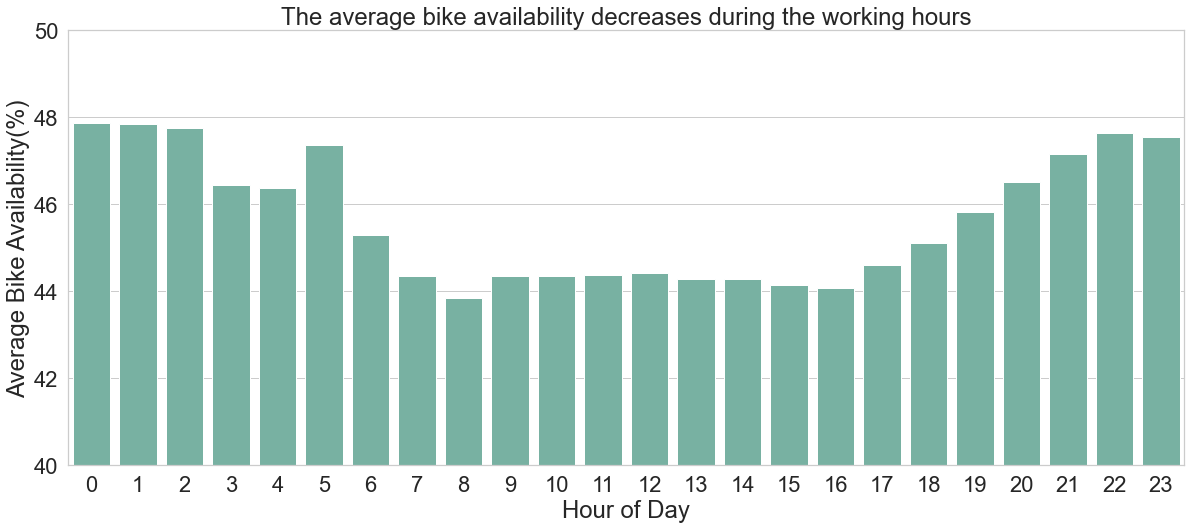 The average bike availability decreases during the working hours
50
48
46
44
42
40
Average Bike Availability(%)
0 1 2 3 4 5 6 7 8 9 10 11 12 13 14 15 16 17 18 19 20 21 22 23
Hour of Day